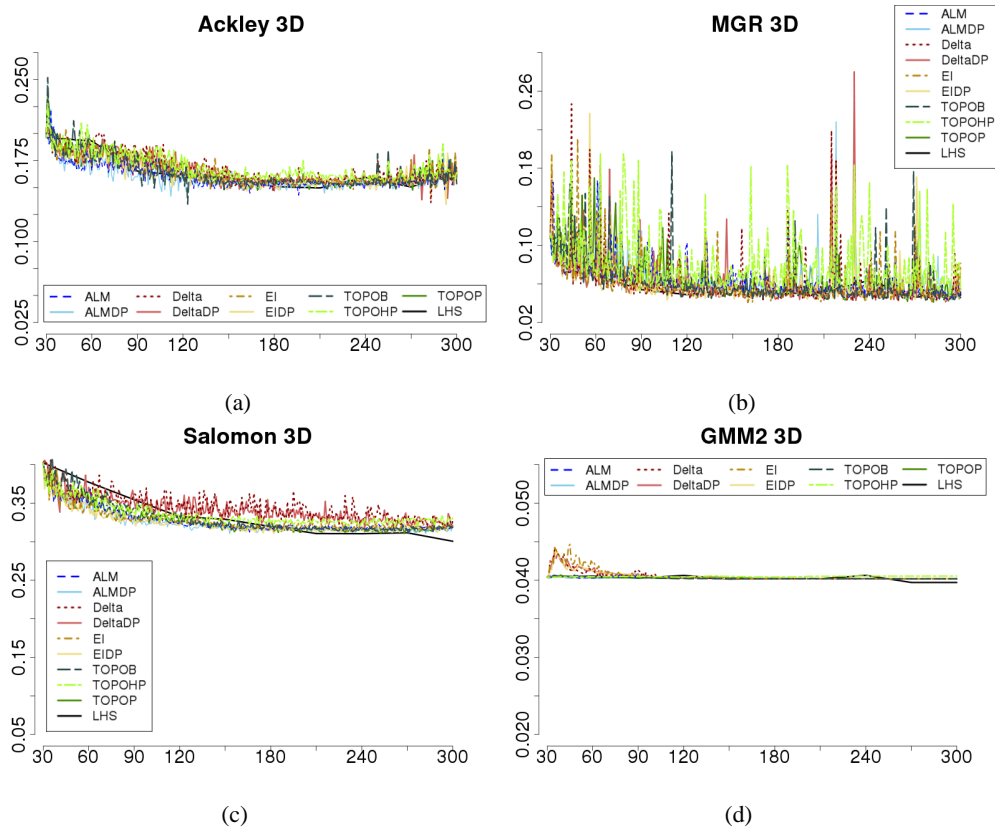 Ackley 3D
0.250
0.175
0.100
0.025
ALM Delta EI TOPOB TOPOP
ALMDP DeltaDP EIDP TOPOHP LHS
30 60 90 120 180 240 300
(a)
MGR 3D
ALM
ALMDP
Delta
DeltaDP
EI
EIDP
TOPOB
TOPOHP
TOPOP
LHS
0.26
0.18
0.10
0.02
30 60 90 120 180 240 300
(b)
Salomon 3D
0.35
0.25
0.15
0.05
ALM
ALMDP
Delta
DeltaDP
EI
EIDP
TOPOB
TOPOHP
TOPOP
LHS
30 60 90 120 180 240 300
(c)
GMM2 3D
ALM Delta EI TOPOB TOPOP
ALMDP DeltaDP EIDP TOPOHP LHS
0.050
0.040
0.030
0.020
30 60 90 120 180 240 300
(d)